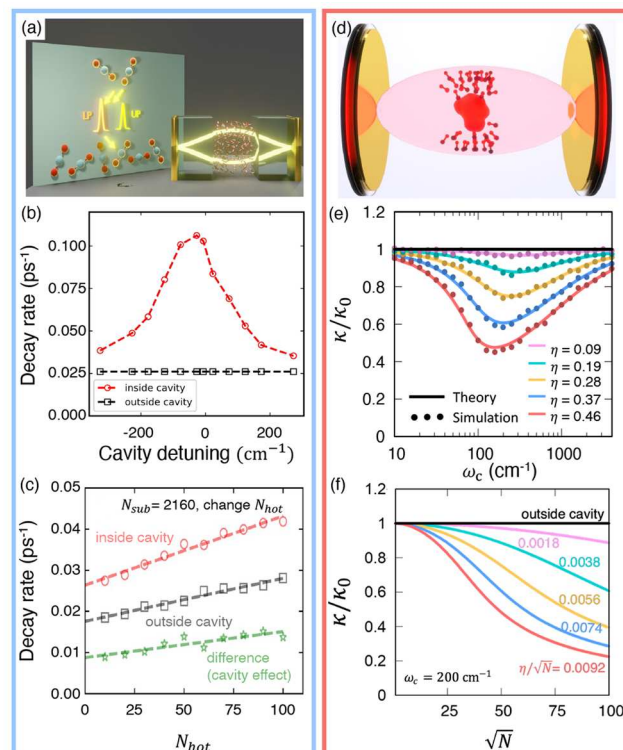 (a)
LP
UP
(b)
Decay rate (ps⁻¹)
0.100
0.075
0.050
0.025
0.000
inside cavity
outside cavity
-200
0
200
Cavity detuning (cm⁻¹)
(c)
Decay rate (ps⁻¹)
0.05
0.04
0.03
0.02
0.01
0.00
N_sub = 2160, change N_hot
inside cavity
outside cavity
difference
(cavity effect)
0
25
50
75
100
N_hot
(d)
(e)
κ/κ₀
1.2
1
0.8
0.6
0.4
0.2
0
Theory
Simulation
η = 0.09
η = 0.19
η = 0.28
η = 0.37
η = 0.46
10
100
1000
ω_c (cm⁻¹)
(f)
κ/κ₀
1.2
1
0.8
0.6
0.4
0.2
0
outside cavity
0.0018
0.0038
0.0056
0.0074
η/√N= 0.0092
ω_c = 200 cm⁻¹
25
50
75
100
√N